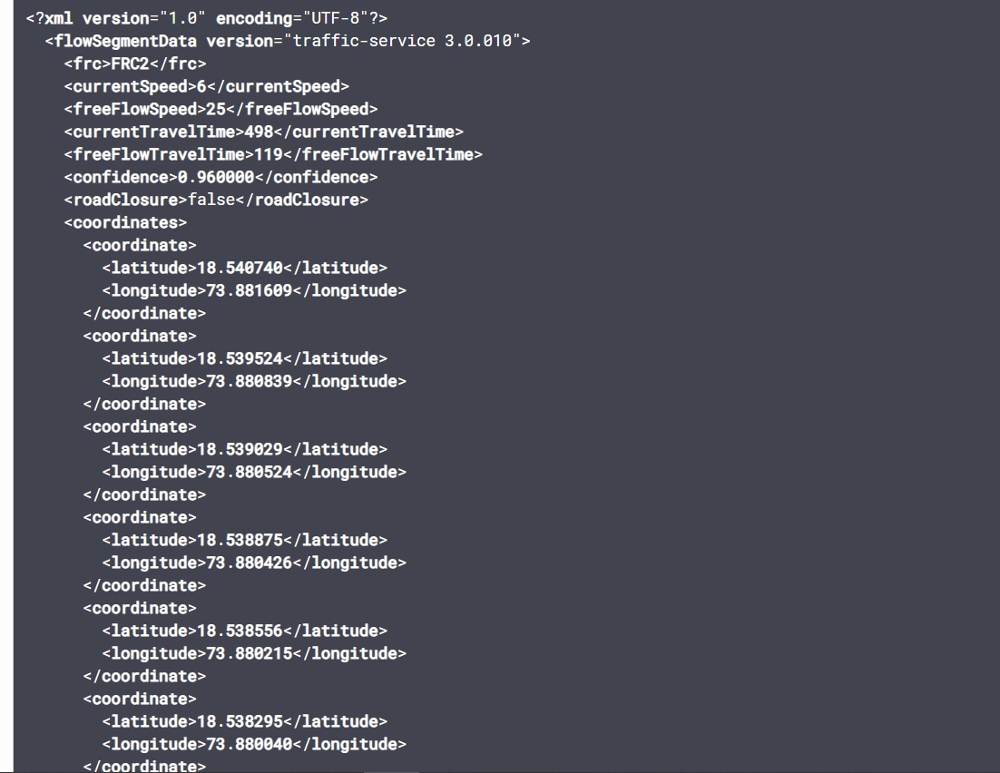 <?xml version="1.0" encoding="UTF-8"?>
<flowSegmentData version="traffic-service 3.0.010">
<frc>FRC2</frc>
<currentSpeed>6</currentSpeed>
<freeFlowSpeed>25</freeFlowSpeed>
<currentTravelTime>498</currentTravelTime>
<freeFlowTravelTime>119</freeFlowTravelTime>
<confidence>0.960000</confidence>
<roadClosure>false</roadClosure>
<coordinates>
<coordinate>
<latitude>18.540740</latitude>
<longitude>73.881609</longitude>
</coordinate>
<coordinate>
<latitude>18.539524</latitude>
<longitude>73.880839</longitude>
</coordinate>
<coordinate>
<latitude>18.539029</latitude>
<longitude>73.880524</longitude>
</coordinate>
<coordinate>
<latitude>18.538875</latitude>
<longitude>73.880426</longitude>
</coordinate>
<coordinate>
<latitude>18.538556</latitude>
<longitude>73.880215</longitude>
</coordinate>
<coordinate>
<latitude>18.538295</latitude>
<longitude>73.880040</longitude>
</coordinate>